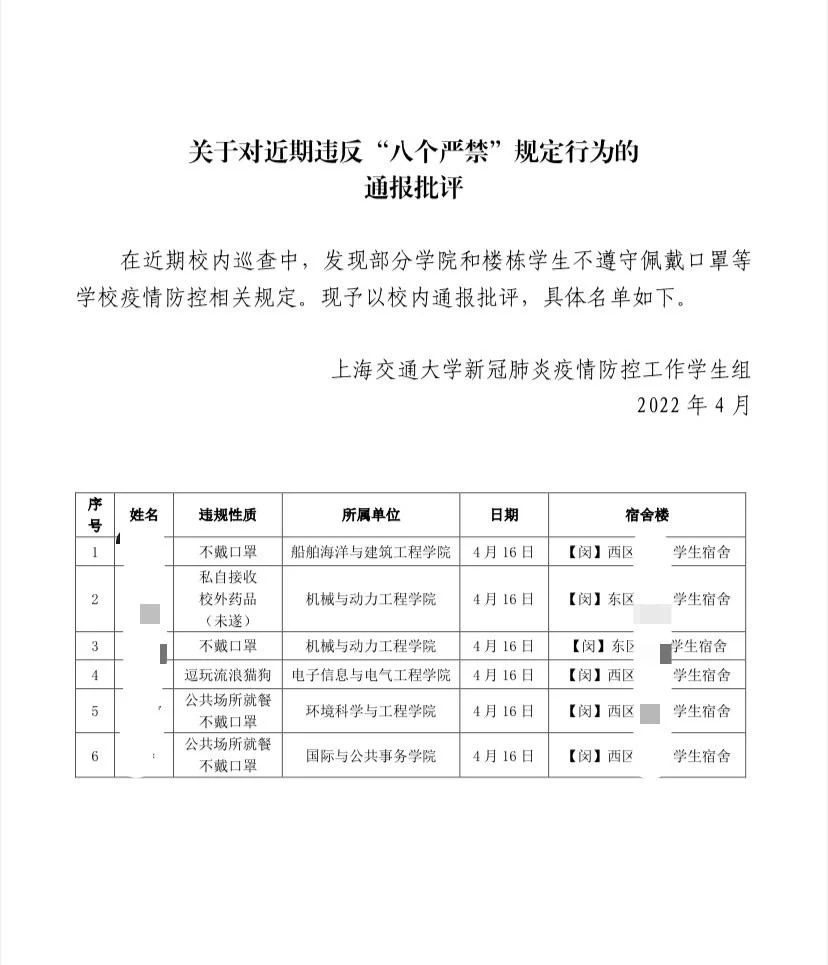 关于对近期违反“八个严禁”规定行为的
通报批评
在近期校内巡查中，发现部分学院和楼栋学生不遵守佩戴口罩等
学校疫情防控相关规定。现予以校内通报批评，具体名单如下。
上海交通大学新冠肺炎疫情防控工作学生组
2022 年 4 月
序号 姓名 违规性质 所属单位 日期 宿舍楼
1 不戴口罩 船舶海洋与建筑工程学院 4 月 16 日 【闵】西区 学生宿舍
2 私自接收校外药品（未遂） 机械与动力工程学院 4 月 16 日 【闵】东区 学生宿舍
3 不戴口罩 机械与动力工程学院 4 月 16 日 【闵】东区 学生宿舍
4 逗玩流浪猫狗 电子信息与电气工程学院 4 月 16 日 【闵】西区 学生宿舍
5 公共场所就餐不戴口罩 环境科学与工程学院 4 月 16 日 【闵】西区 学生宿舍
6 公共场所就餐不戴口罩 国际与公共事务学院 4 月 16 日 【闵】西区 学生宿舍